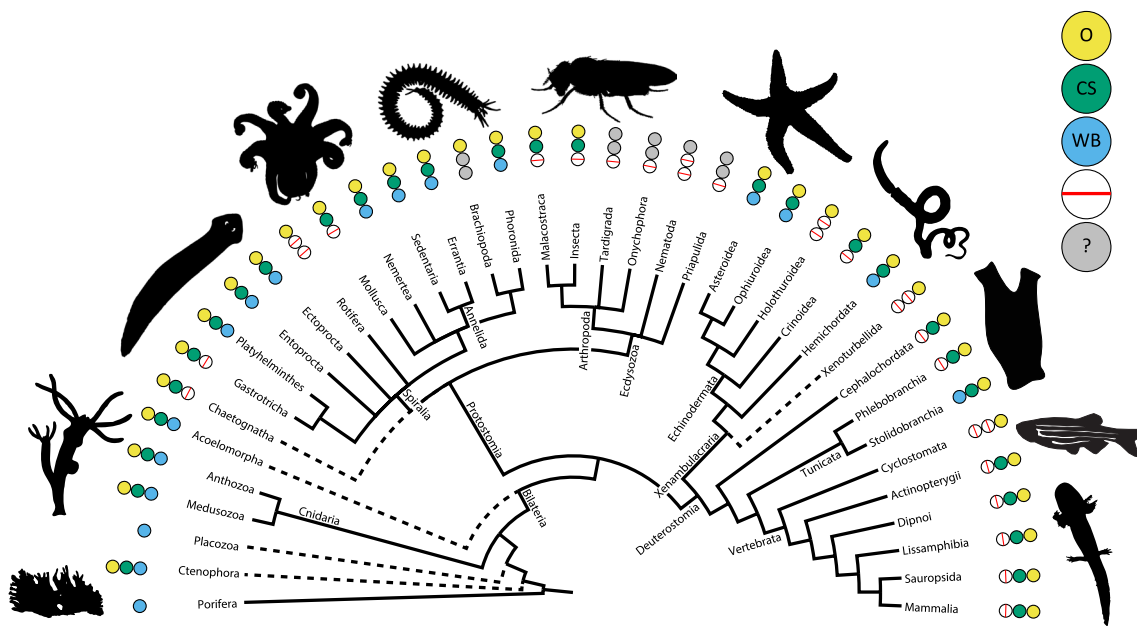 O
CS
WB
?
Porifera
Ctenophora
Placozoa
Medusozoa
Anthozoa
Cnidaria
Acoelomorpha
Chaetognatha
Gastrotricha
Platyhelminthes
Entoprocta
Ectoprocta
Rotifera
Mollusca
Nemertea
Sedentaria
Errantia
Annelida
Brachiopoda
Phoronida
Spiralia
Protostomia
Bilateria
Malacostraca
Insecta
Arthropoda
Tardigrada
Onychophora
Nematoda
Priapulida
Ecdysozoa
Asteroidea
Ophiuroidea
Holothuroidea
Crinoidea
Echinodermata
Hemichordata
Xenoturbellida
Xenambulacraria
Deuterostomia
Cephalochordata
Phlebobranchia
Stolidobranchia
Tunicata
Cyclostomata
Actinopterygii
Vertebrata
Dipnoi
Lissamphibia
Sauropsida
Mammalia